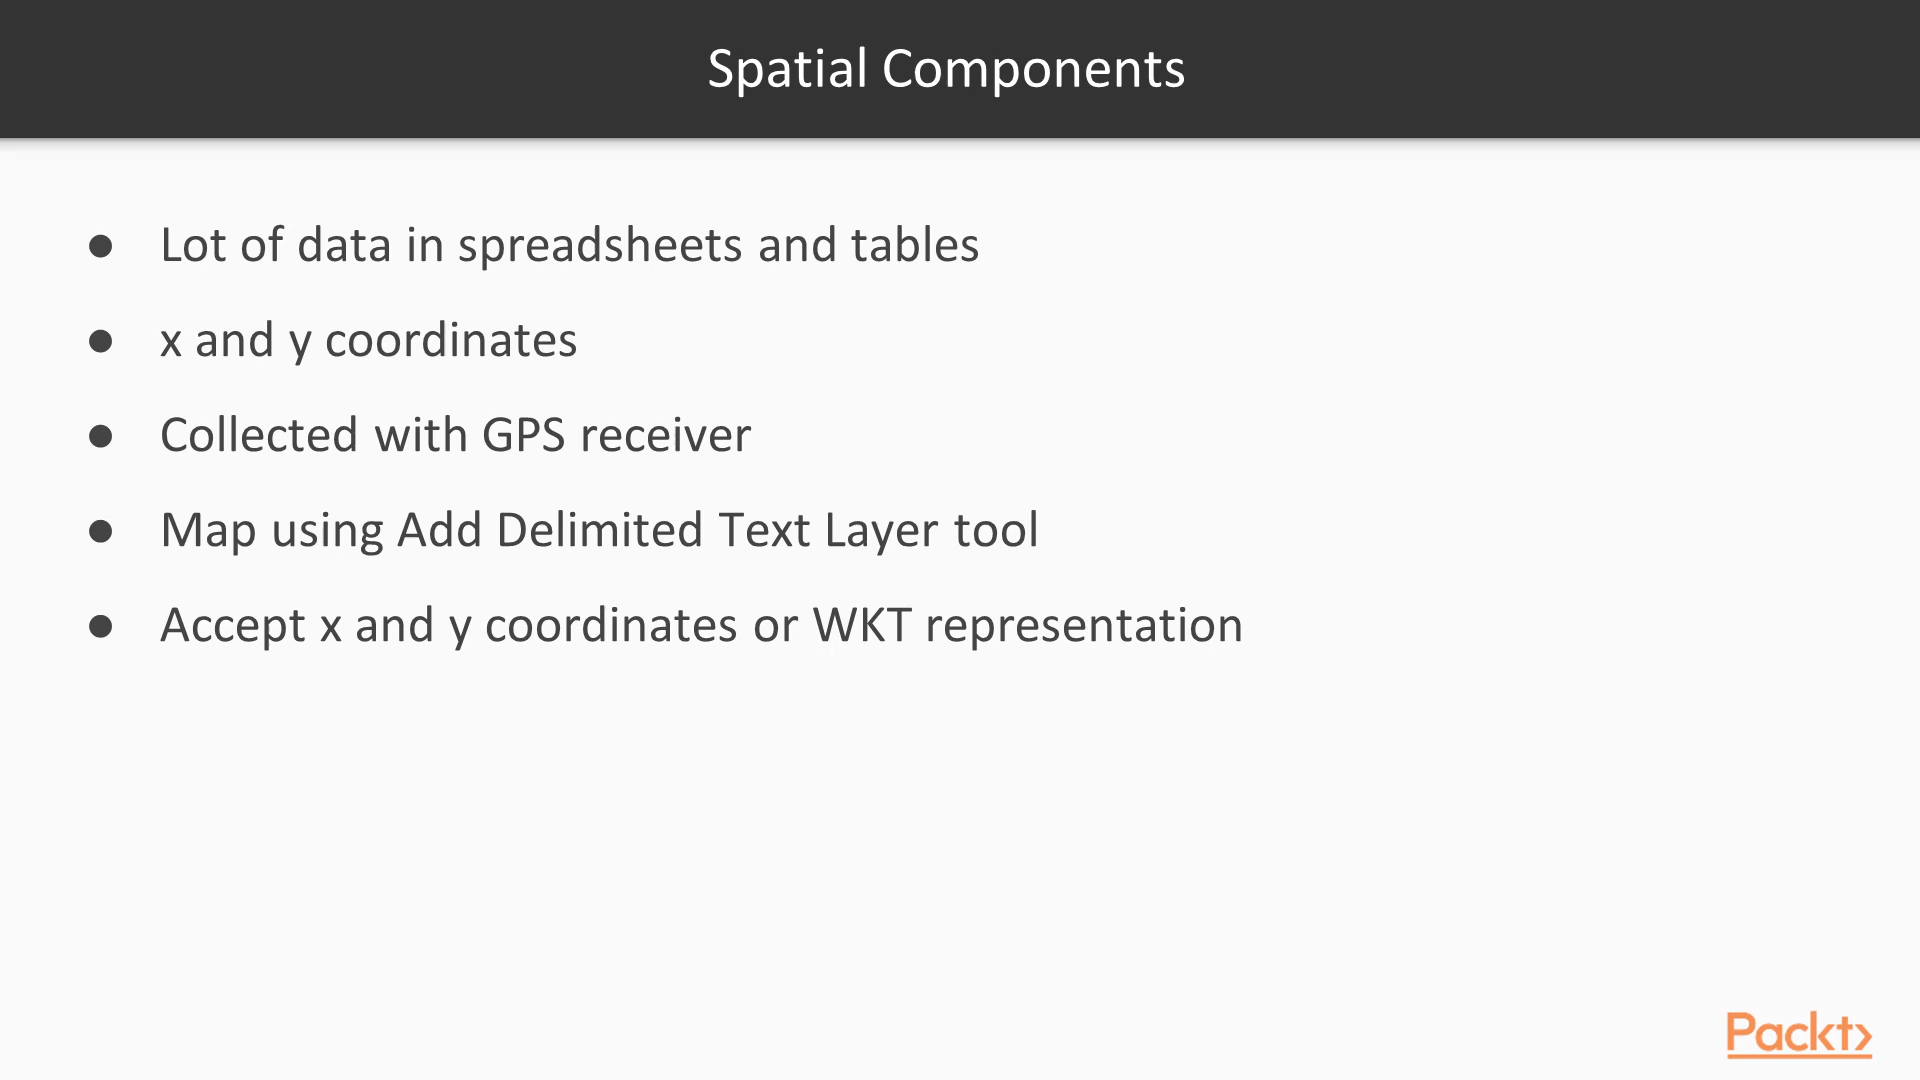 Spatial Components
● Lot of data in spreadsheets and tables
● x and y coordinates
● Collected with GPS receiver
● Map using Add Delimited Text Layer tool
● Accept x and y coordinates or WKT representation
Packt>